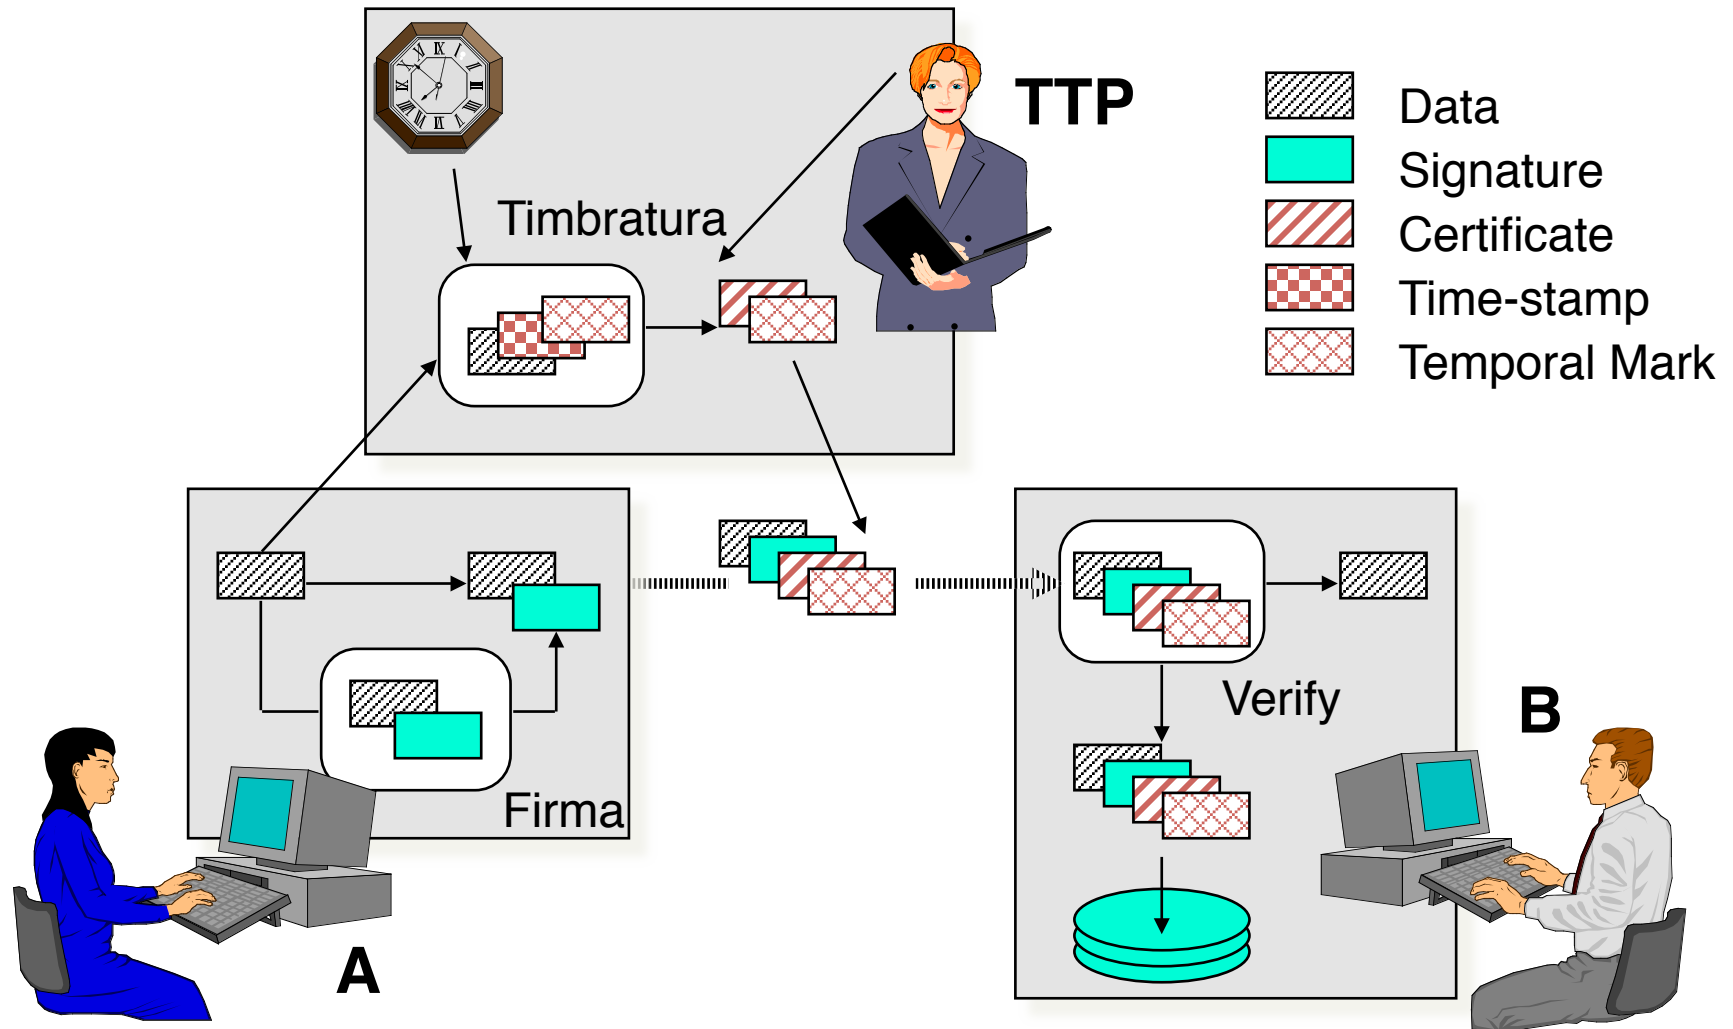 TTP
Data
Signature
Certificate
Time-stamp
Temporal Mark
Timbratura
Firma
A
Verify
B